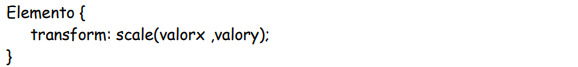 Elemento {
transform: scale(valorx ,valory);
}